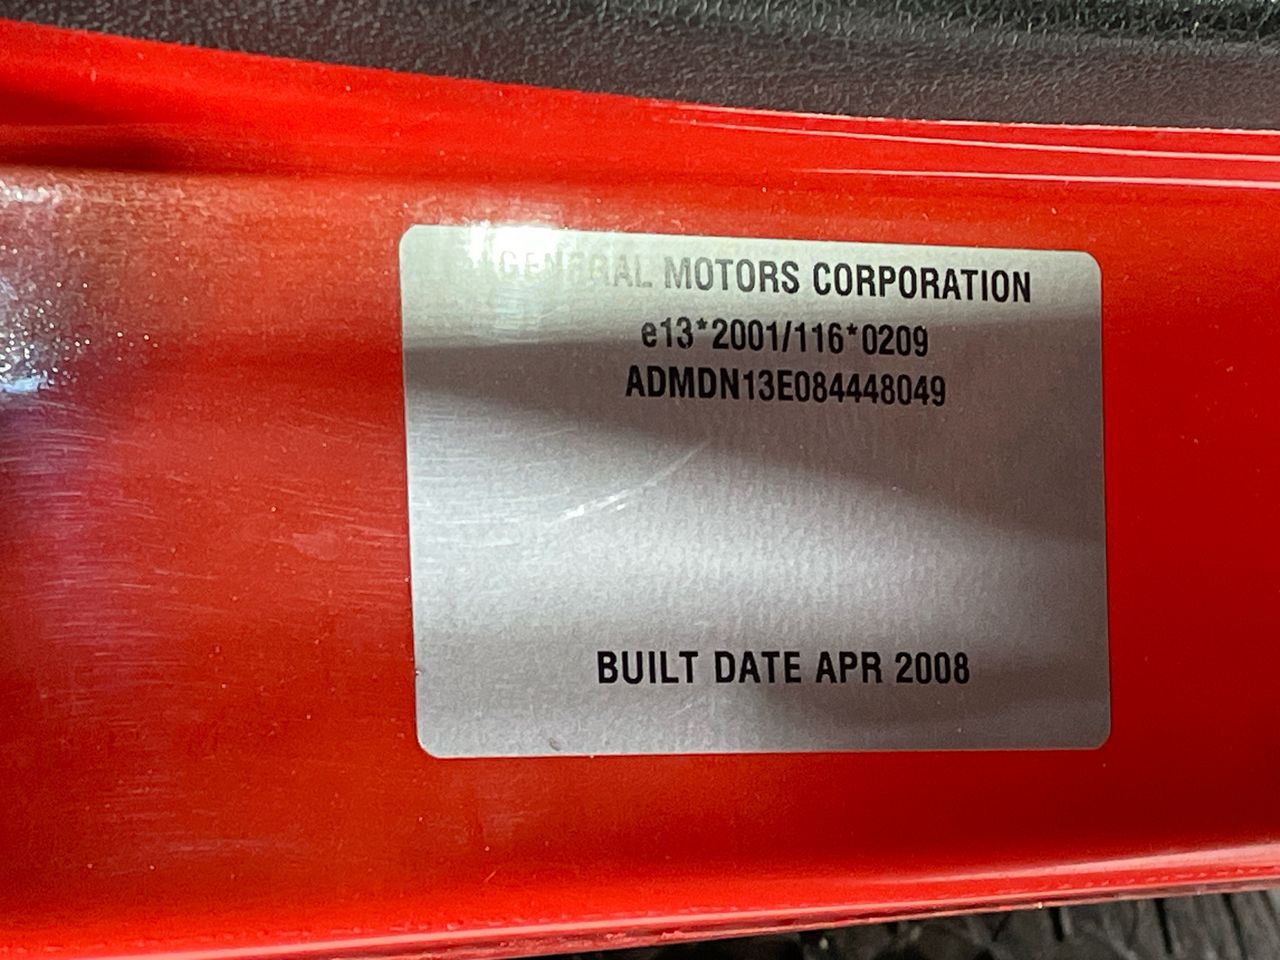 GENERAL MOTORS CORPORATION
e13*2001/116*0209
ADMDN13E084448049
BUILT DATE APR 2008